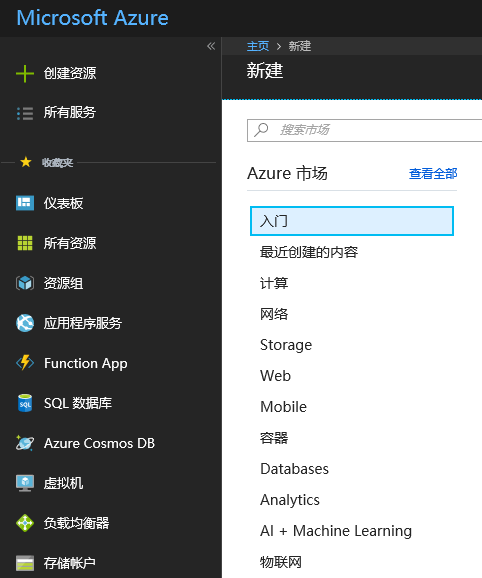 Microsoft Azure
«
创建资源
所有服务
收藏夹
仪表板
所有资源
资源组
应用程序服务
Function App
SQL 数据库
Azure Cosmos DB
虚拟机
负载均衡器
存储帐户
主页 > 新建
新建
搜索市场
Azure 市场 查看全部
入门
最近创建的内容
计算
网络
Storage
Web
Mobile
容器
Databases
Analytics
AI + Machine Learning
物联网